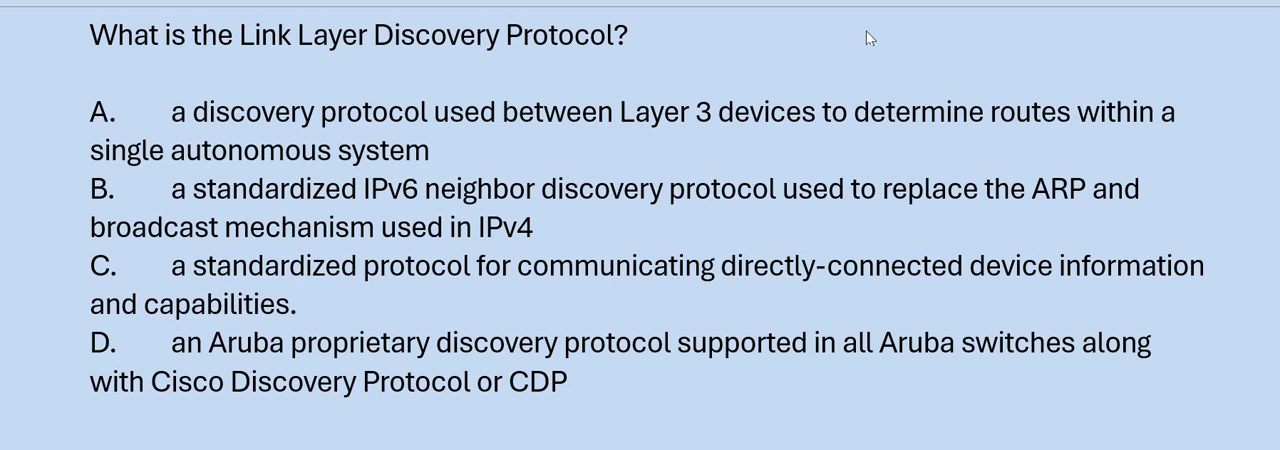 What is the Link Layer Discovery Protocol?
A. a discovery protocol used between Layer 3 devices to determine routes within a
single autonomous system
B. a standardized IPv6 neighbor discovery protocol used to replace the ARP and
broadcast mechanism used in IPv4
C. a standardized protocol for communicating directly-connected device information
and capabilities.
D. an Aruba proprietary discovery protocol supported in all Aruba switches along
with Cisco Discovery Protocol or CDP